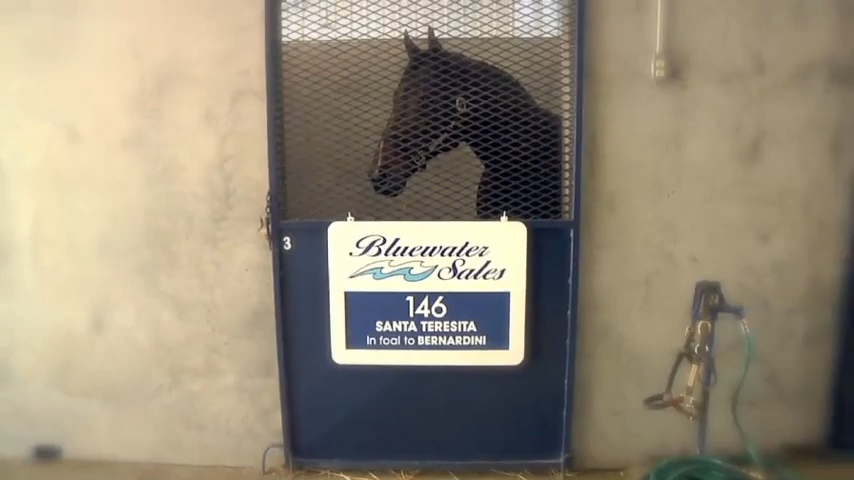 3
Bluewater
Sales
146
SANTA TERESITA
In foal to BERNARDINI